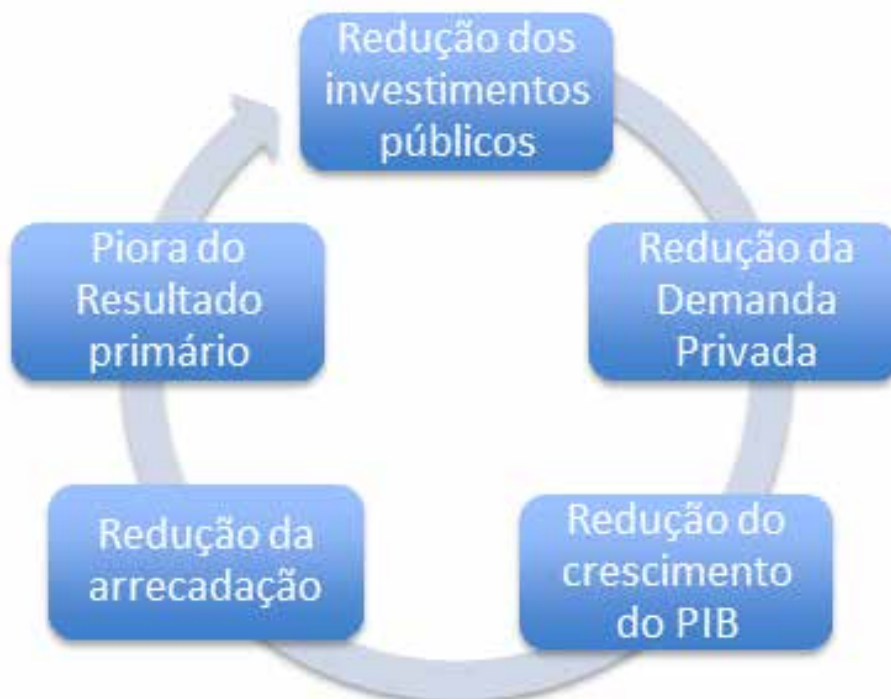 Redução dos
investimentos
públicos
Redução da
Demanda
Privada
Redução do
crescimento
do PIB
Redução da
arrecadação
Piora do
Resultado
primário